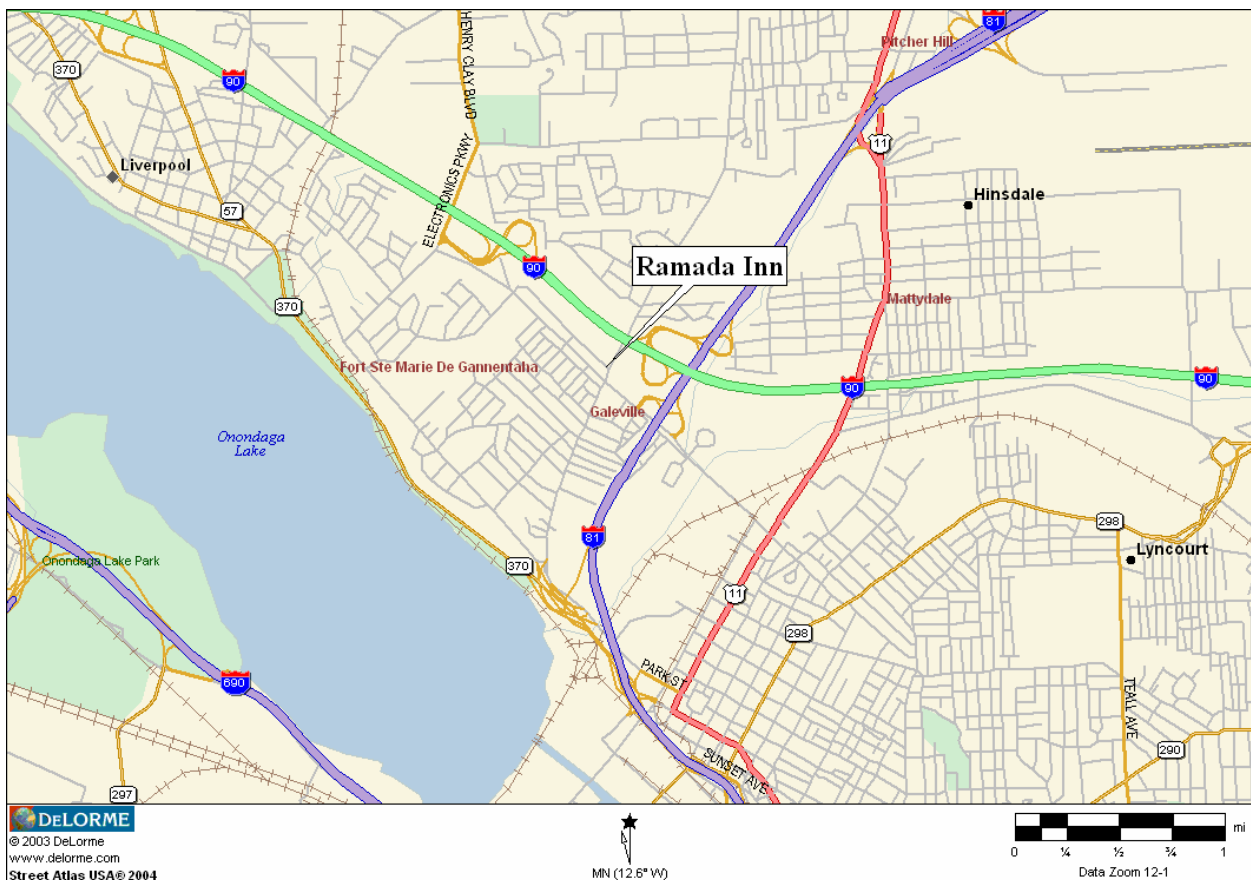 81
Pitcher Hill
HENRY CLAY BLVD
370
90
11
Liverpool
ELECTRONICS PKWY
Hinsdale
57
90
Ramada Inn
370
Mattydale
Fort Ste Marie De Gannentaha
90
90
Galeville
Onondaga
Lake
298
81
Lyncourt
Onondaga Lake Park
370
11
298
PARK ST
690
TEALL AVE
SUNSET AVE
290
297
DELORME
© 2003 DeLorme
www.delorme.com
Street Atlas USA® 2004
MN (12.6° W)
mi
0 ¼ ½ ¾ 1
Data Zoom 12-1